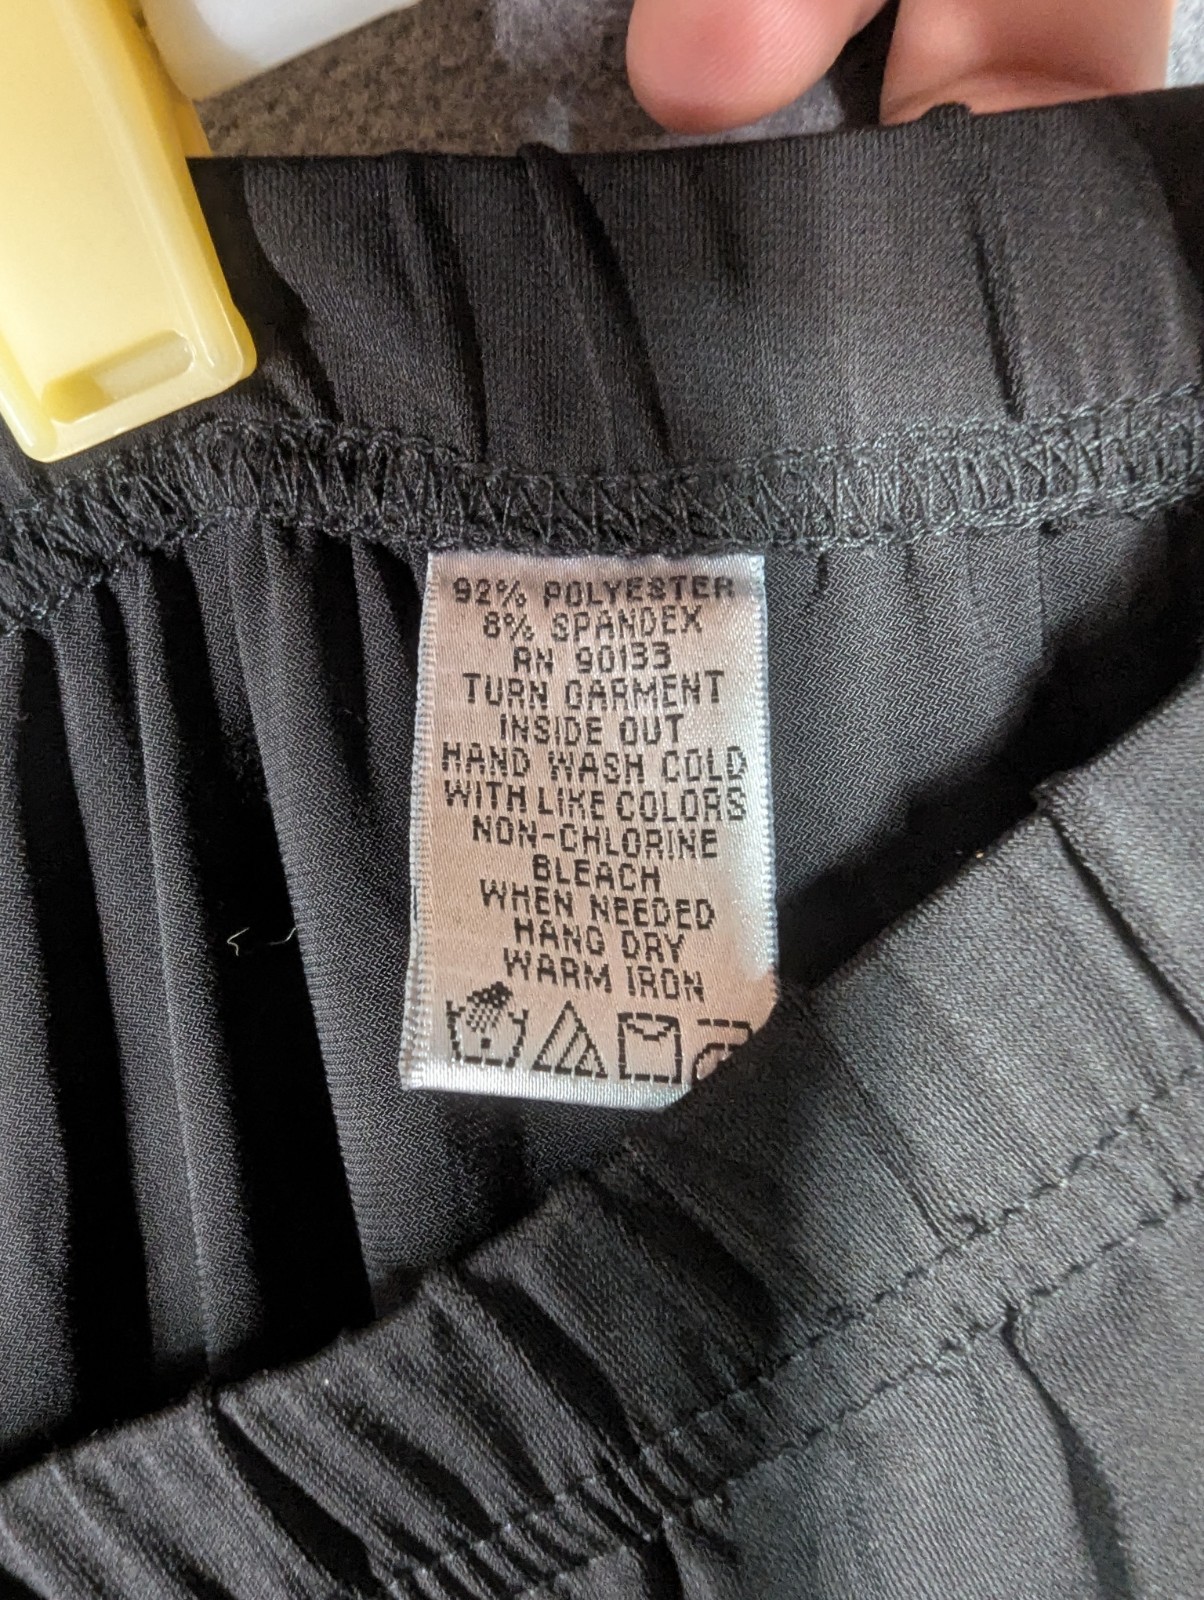 92% POLYESTER
8% SPANDEX
RN 90133
TURN GARMENT
INSIDE OUT
HAND WASH COLD
WITH LIKE COLORS
NON-CHLORINE
BLEACH
WHEN NEEDED
HANG DRY
WARM IRON